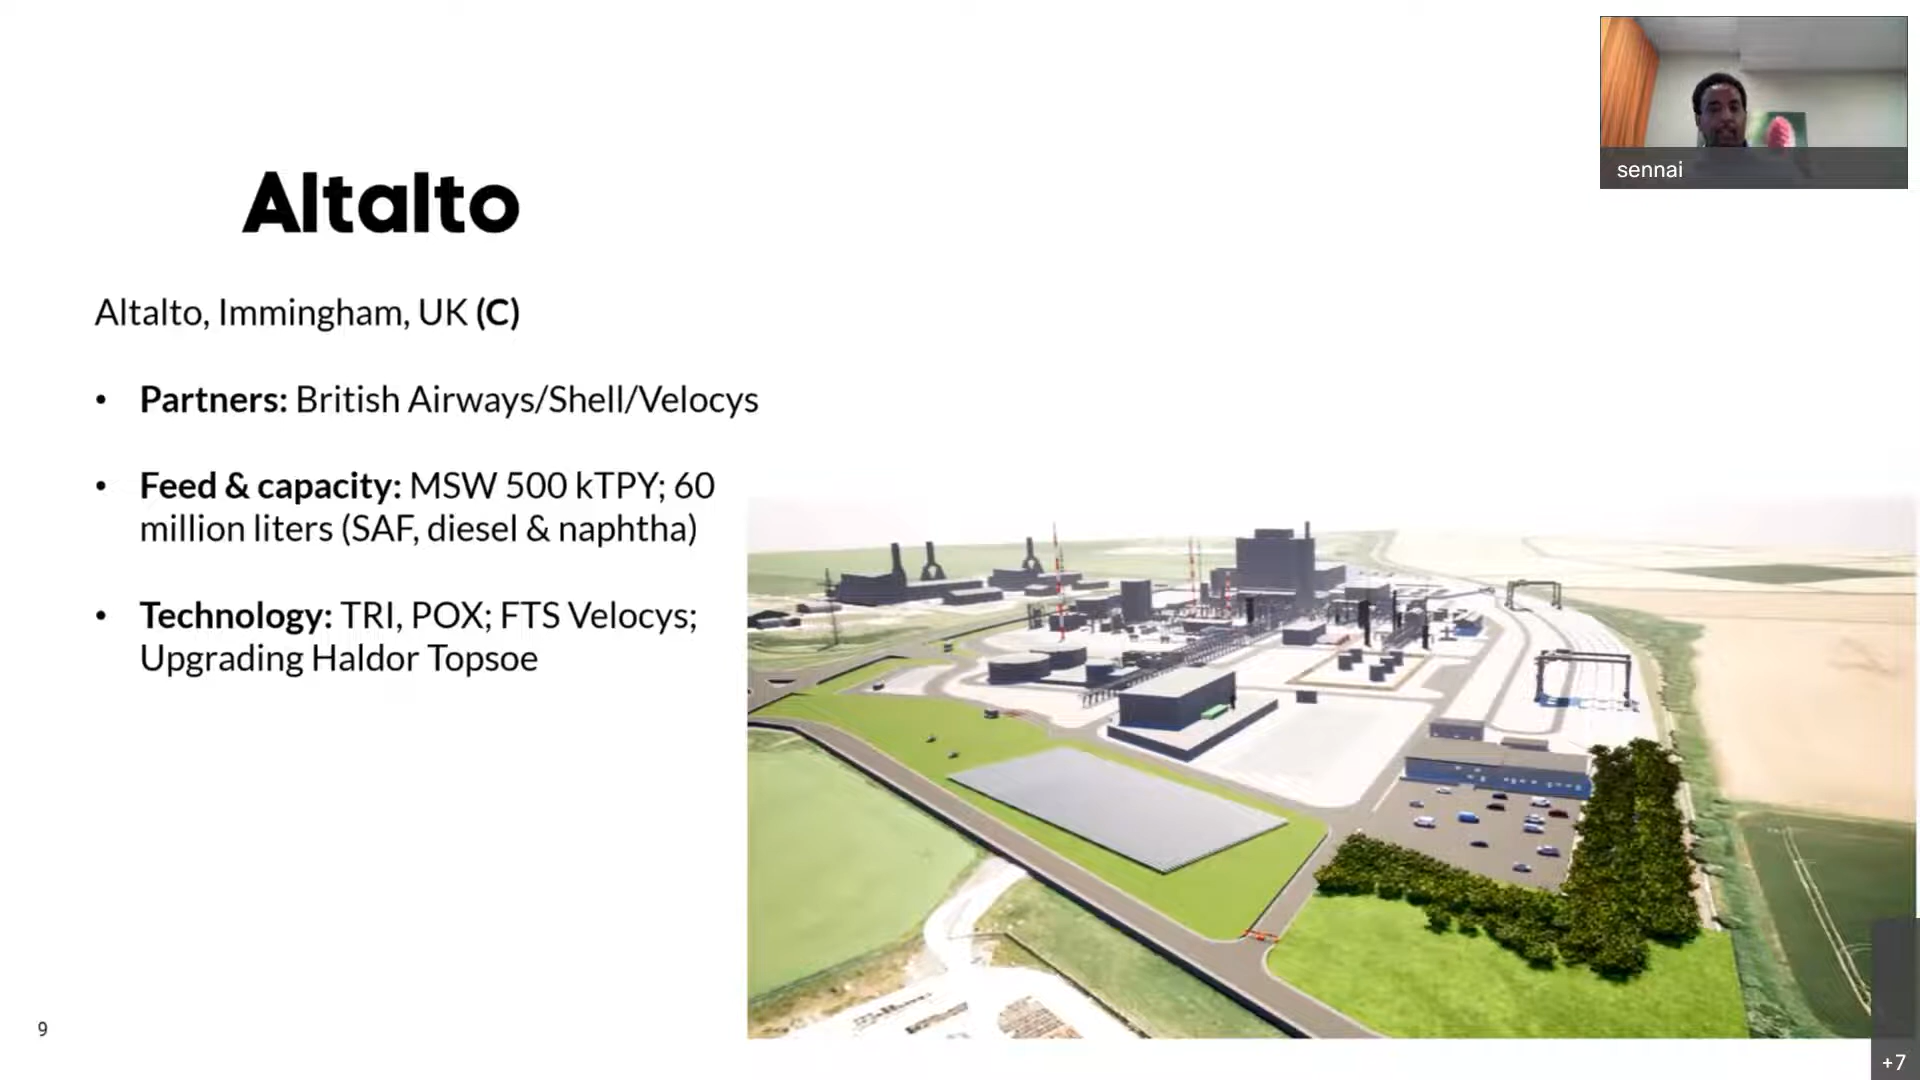 sennai
Altalto
Altalto, Immingham, UK (C)
• Partners: British Airways/Shell/Velocys
• Feed & capacity: MSW 500 kTPY; 60
million liters (SAF, diesel & naphtha)
• Technology: TRI, POX; FTS Velocys;
Upgrading Haldor Topsoe
9
+7